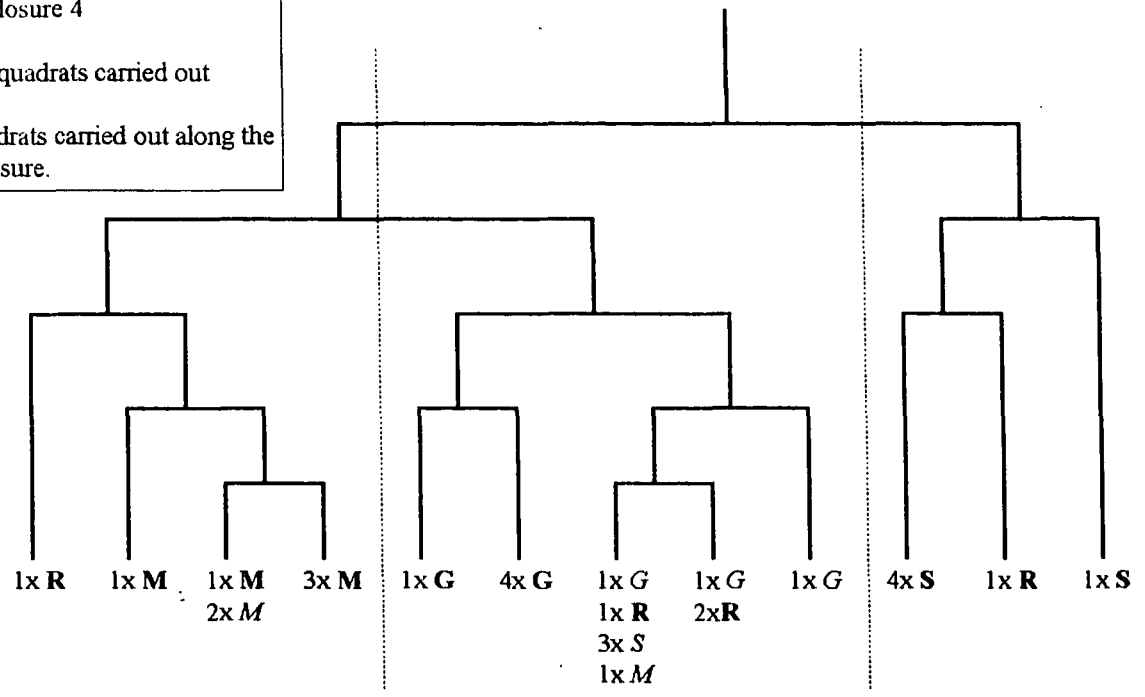 losure 4
quadrats carried out
drats carried out along the
sure.
1x R 1x M 1x M 3x M 1x G 4x G 1x G 1x G 1x G 4x S 1x R 1x S
2x M 1x R 2xR
3x S
1x M